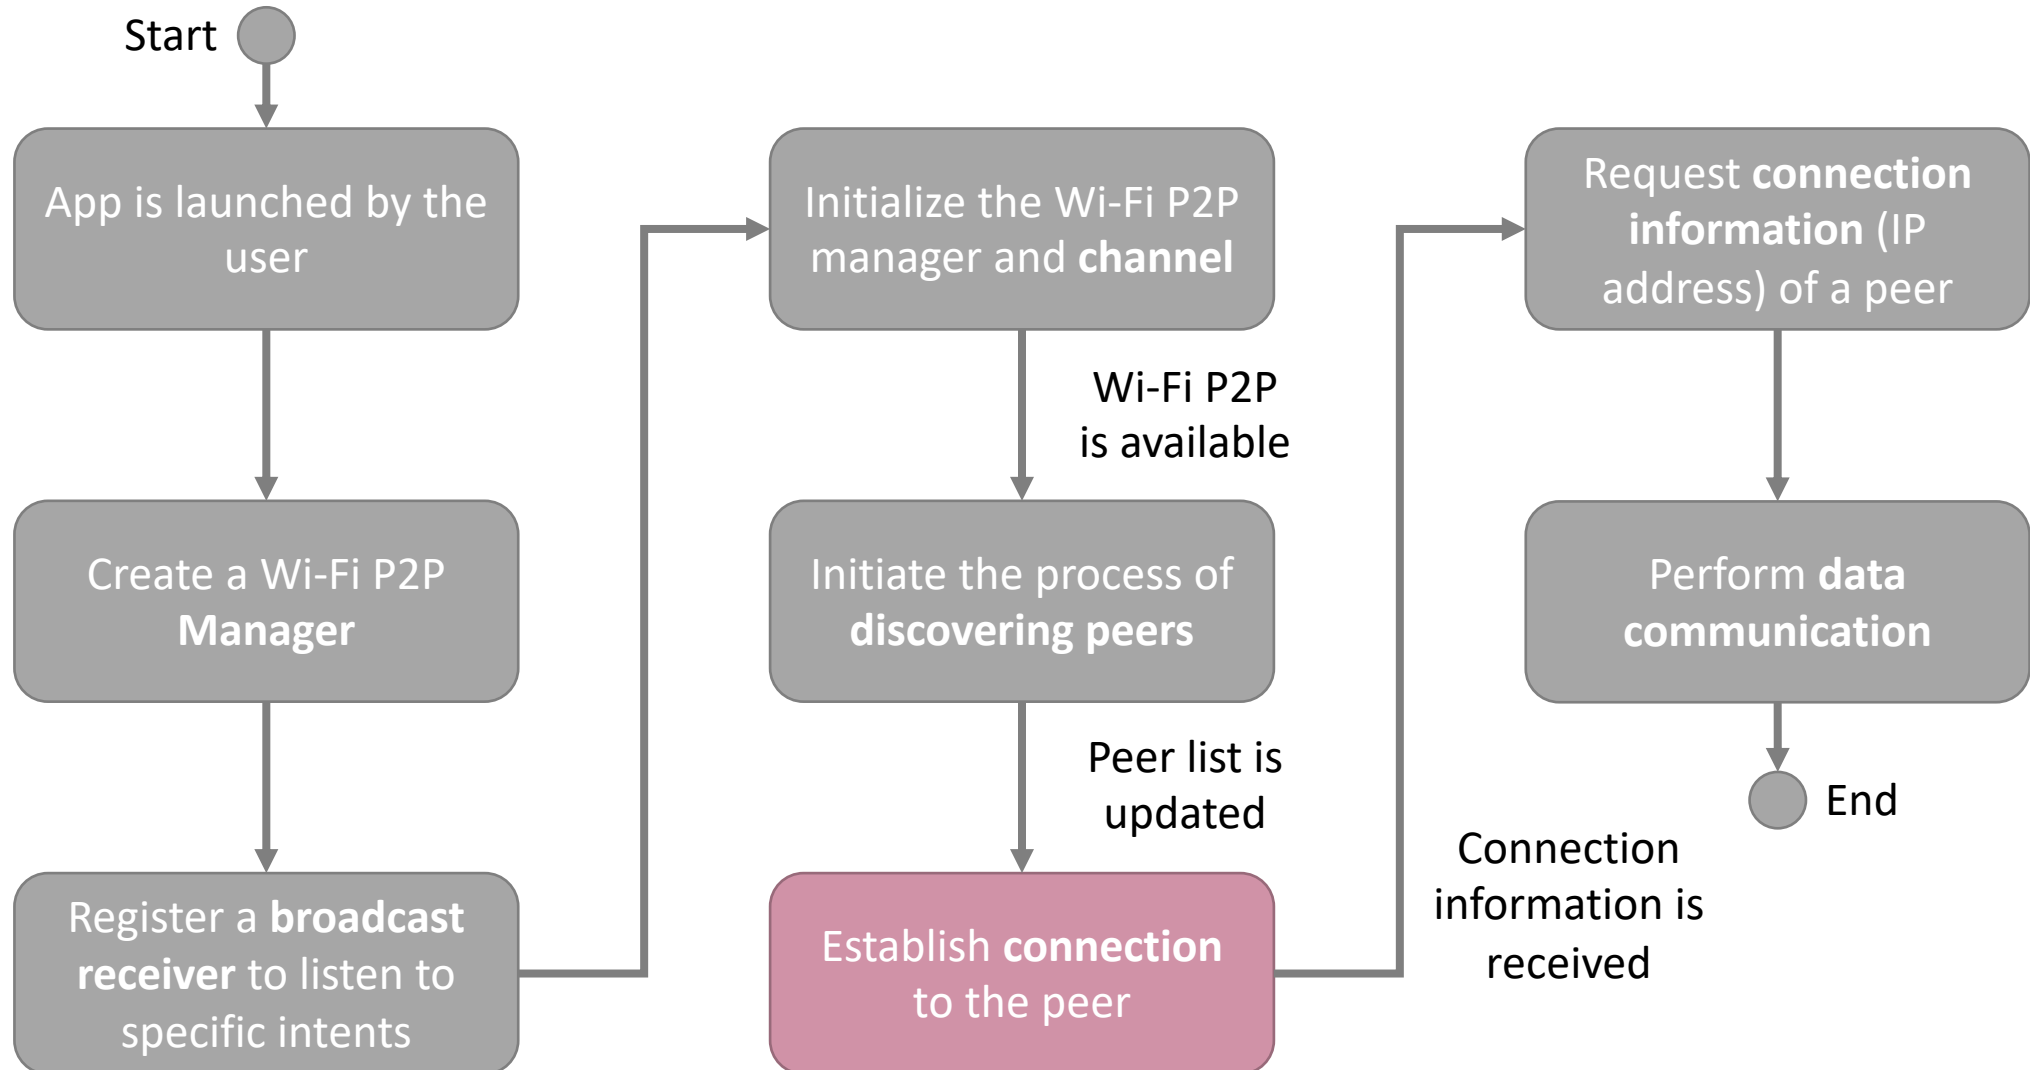 Start
App is launched by the
user
Create a Wi-Fi P2P
Manager
Register a broadcast
receiver to listen to
specific intents
Initialize the Wi-Fi P2P
manager and channel
Wi-Fi P2P
is available
Initiate the process of
discovering peers
Peer list is
updated
Establish connection
to the peer
Connection
information is
received
Request connection
information (IP
address) of a peer
Perform data
communication
End